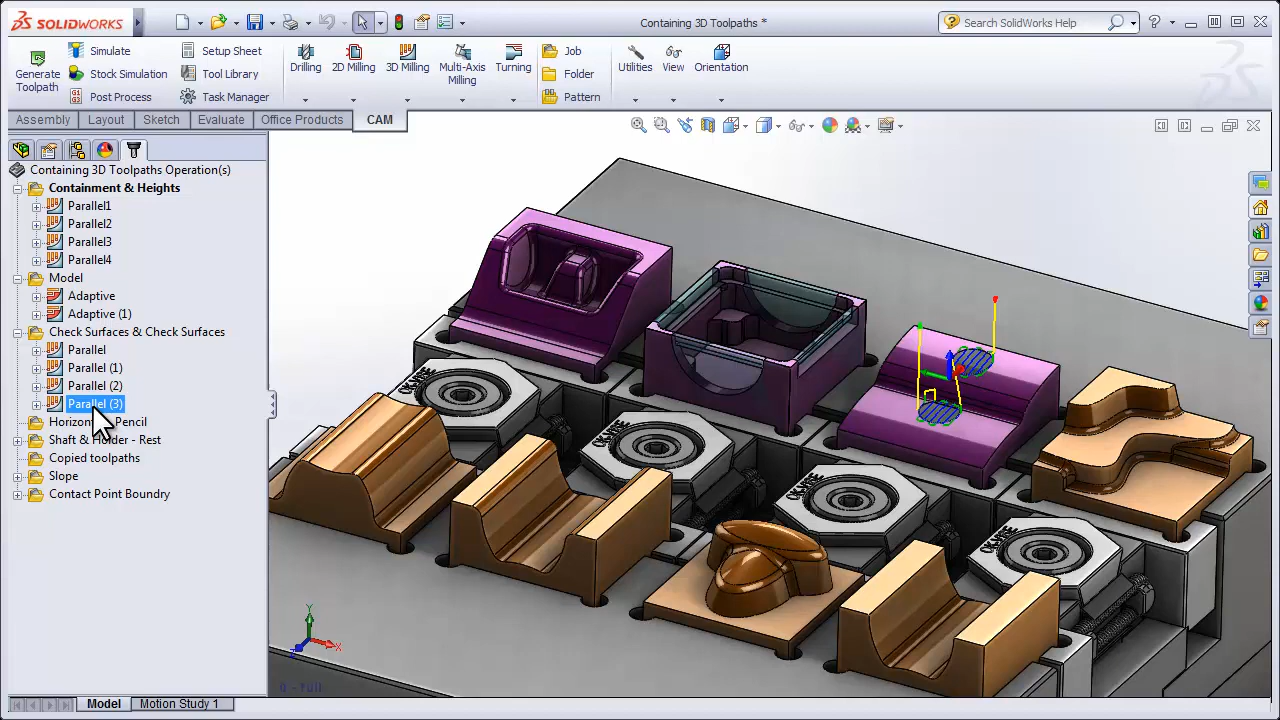 SOLIDWORKS
Containing 3D Toolpaths *
Search SolidWorks Help
?
Generate Toolpath
Simulate
Stock Simulation
G1 G2
Post Process
Setup Sheet
Tool Library
Task Manager
Drilling
2D Milling
3D Milling
Multi-Axis Milling
Turning
Job
Folder
Pattern
Utilities
View
Orientation
Assembly
Layout
Sketch
Evaluate
Office Products
CAM
Containing 3D Toolpaths Operation(s)
Containment & Heights
Parallel1
Parallel2
Parallel3
Parallel4
Model
Adaptive
Adaptive (1)
Check Surfaces & Check Surfaces
Parallel
Parallel (1)
Parallel (2)
Parallel (3)
Pencil
Shaft & Holder - Rest
Copied toolpaths
Slope
Contact Point Boundry
Y
X
Z
Model
Motion Study 1